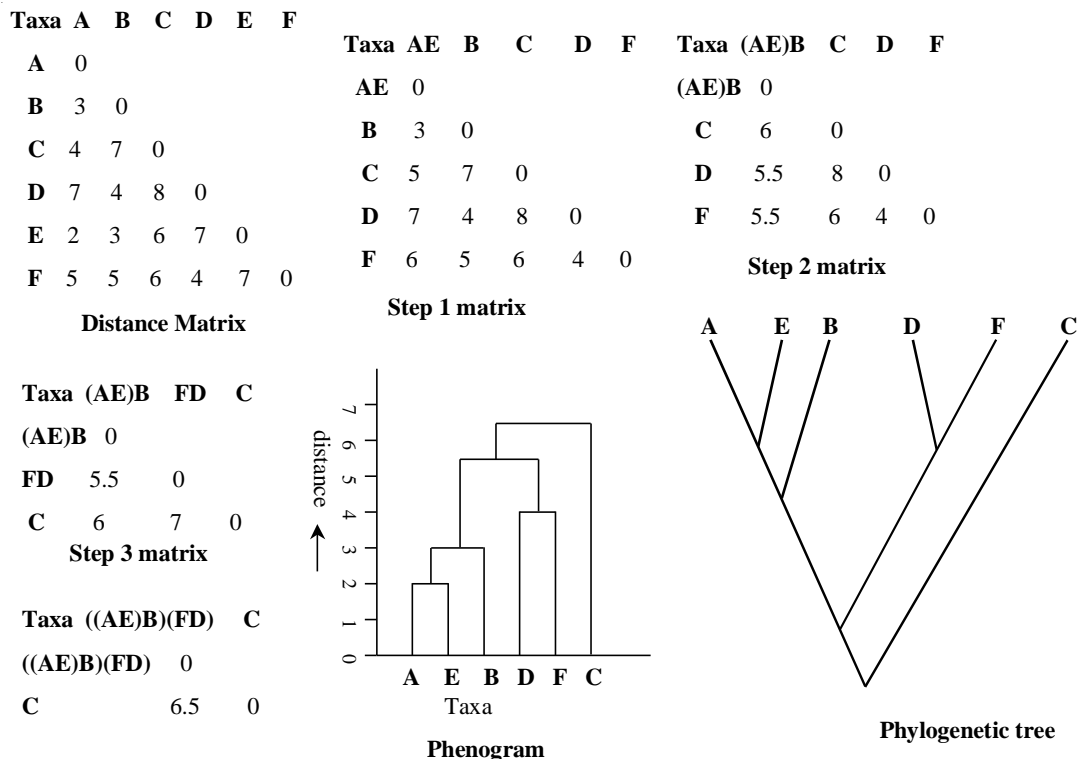 Taxa A B C D E F
A 0
B 3 0
C 4 7 0
D 7 4 8 0
E 2 3 6 7 0
F 5 5 6 4 7 0
Distance Matrix
Taxa AE B C D F
AE 0
B 3 0
C 5 7 0
D 7 4 8 0
F 6 5 6 4 0
Step 1 matrix
Taxa (AE)B C D F
(AE)B 0
C 6 0
D 5.5 8 0
F 5.5 6 4 0
Step 2 matrix
Taxa (AE)B FD C
(AE)B 0
FD 5.5 0
C 6 7 0
Step 3 matrix
Taxa ((AE)B)(FD) C
((AE)B)(FD) 0
C 6.5 0
distance
0 1 2 3 4 5 6 7
A E B D F C
Taxa
Phenogram
A E B D F C
Phylogenetic tree